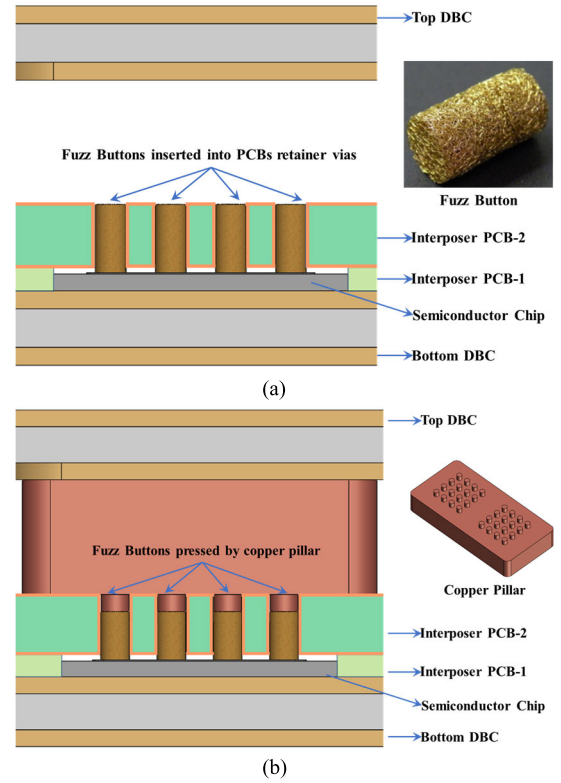 Top DBC
Fuzz Buttons inserted into PCBs retainer vias
Fuzz Button
Interposer PCB-2
Interposer PCB-1
Semiconductor Chip
Bottom DBC
(a)
Top DBC
Fuzz Buttons pressed by copper pillar
Copper Pillar
Interposer PCB-2
Interposer PCB-1
Semiconductor Chip
Bottom DBC
(b)